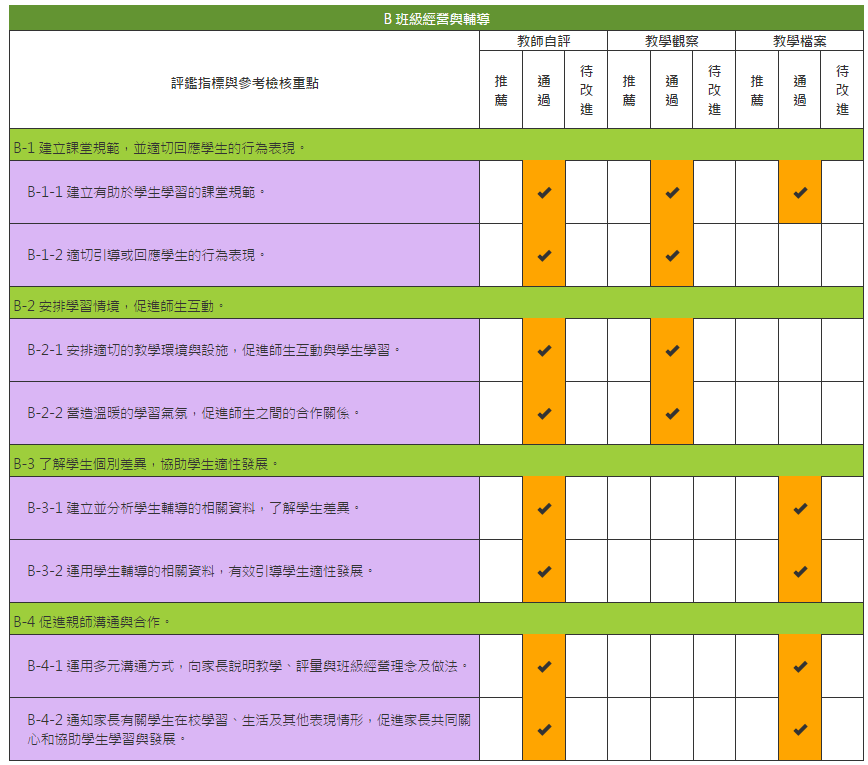 B 班級經營與輔導
評鑑指標與參考檢核重點
教師自評 教學觀察 教學檔案
推薦 通過 待改進 推薦 通過 待改進 推薦 通過 待改進
B-1 建立課堂規範，並適切回應學生的行為表現。
B-1-1 建立有助於學生學習的課堂規範。 ✔ ✔ ✔
B-1-2 適切引導或回應學生的行為表現。 ✔ ✔
B-2 安排學習情境，促進師生互動。
B-2-1 安排適切的教學環境與設施，促進師生互動與學生學習。 ✔ ✔
B-2-2 營造溫暖的學習氣氛，促進師生之間的合作關係。 ✔ ✔
B-3 了解學生個別差異，協助學生適性發展。
B-3-1 建立並分析學生輔導的相關資料，了解學生差異。 ✔ ✔
B-3-2 運用學生輔導的相關資料，有效引導學生適性發展。 ✔ ✔
B-4 促進親師溝通與合作。
B-4-1 運用多元溝通方式，向家長說明教學、評量與班級經營理念及做法。 ✔ ✔
B-4-2 通知家長有關學生在校學習、生活及其他表現情形，促進家長共同關
心和協助學生學習與發展。 ✔ ✔